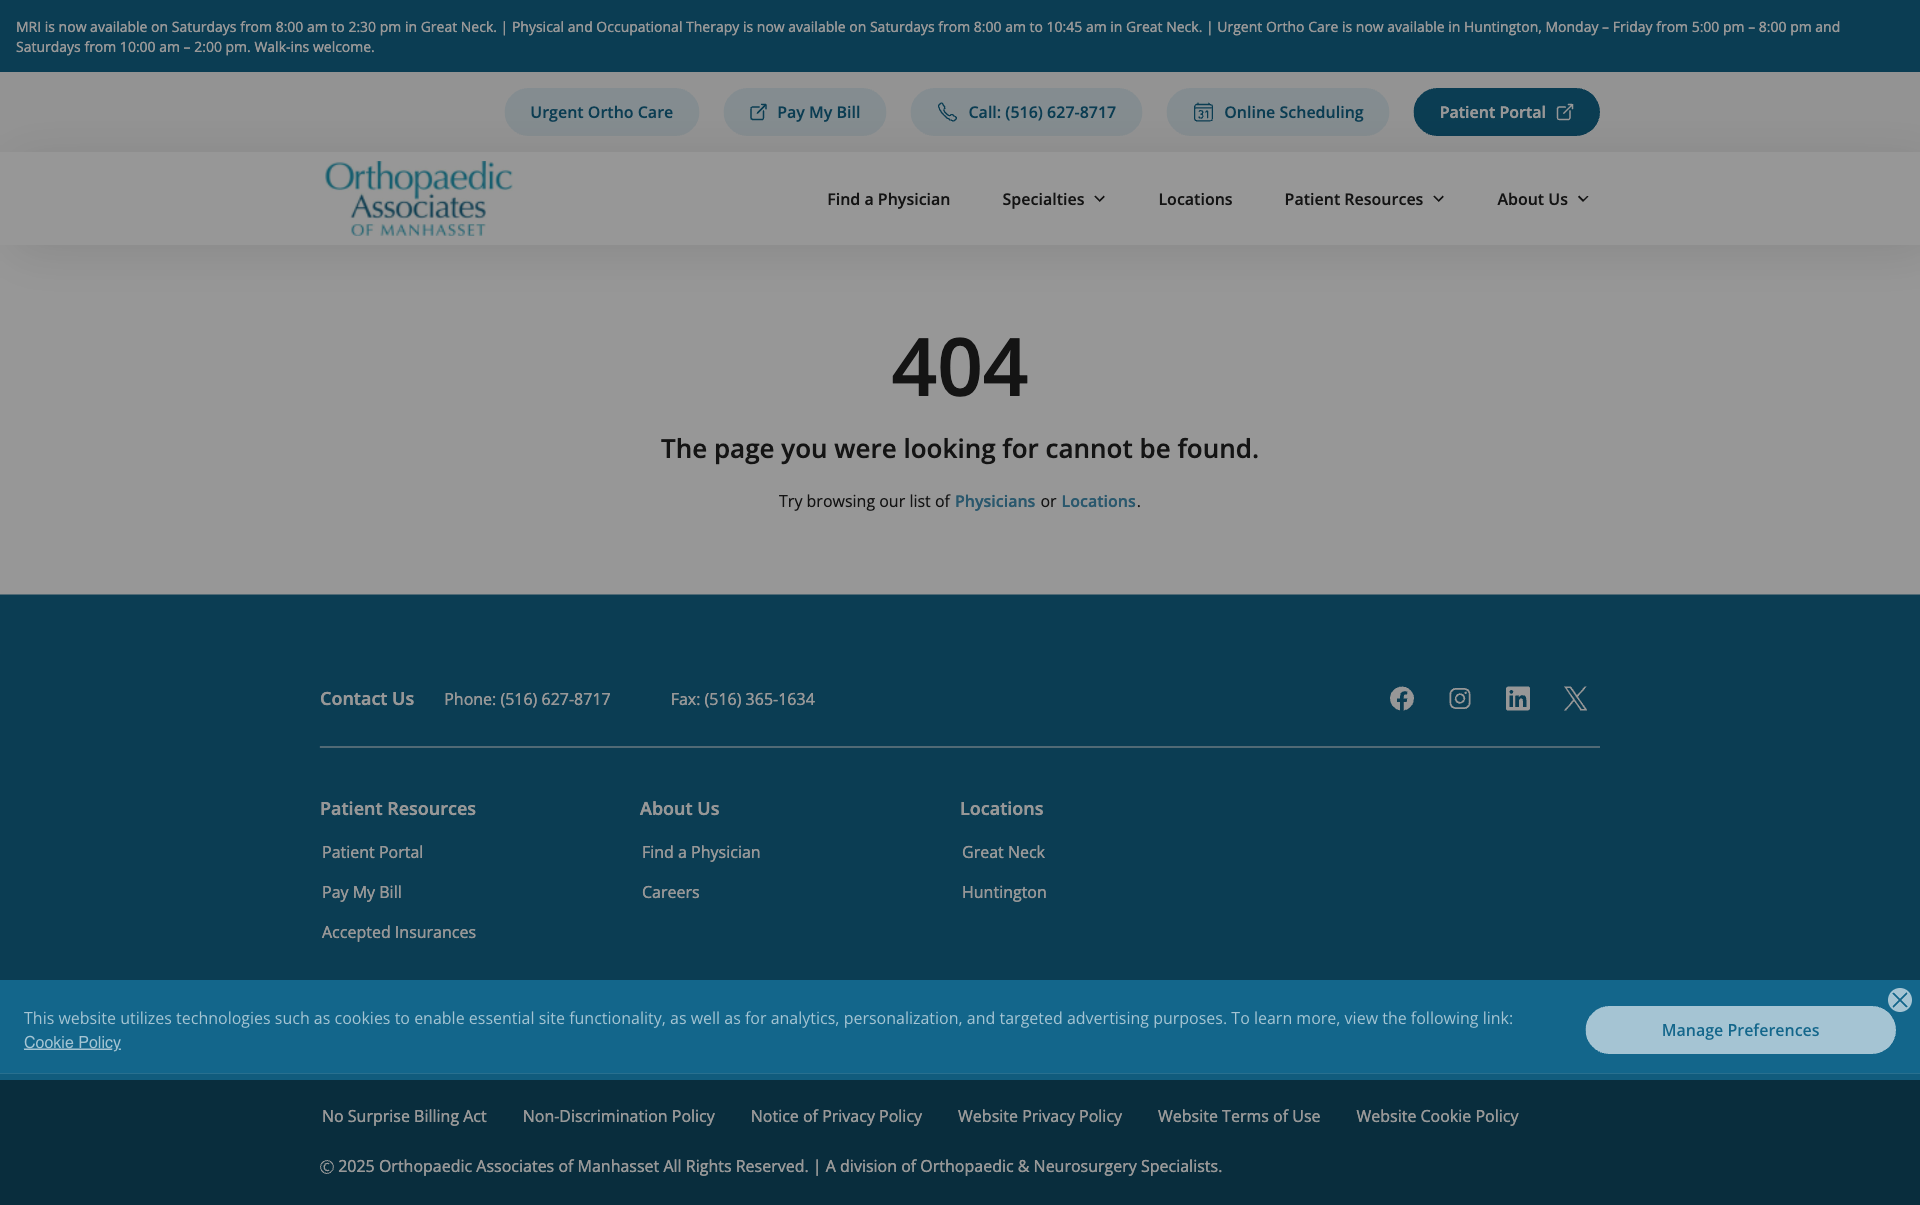 MRI is now available on Saturdays from 8:00 am to 2:30 pm in Great Neck. | Physical and Occupational Therapy is now available on Saturdays from 8:00 am to 10:45 am in Great Neck. | Urgent Ortho Care is now available in Huntington, Monday – Friday from 5:00 pm – 8:00 pm and
Saturdays from 10:00 am – 2:00 pm. Walk-ins welcome.
Urgent Ortho Care
Pay My Bill
Call: (516) 627-8717
31
Online Scheduling
Patient Portal
Orthopaedic
Associates
OF MANHASSET
Find a Physician
Specialties
Locations
Patient Resources
About Us
404
The page you were looking for cannot be found.
Try browsing our list of Physicians or Locations.
Contact Us
Phone: (516) 627-8717
Fax: (516) 365-1634
Patient Resources
Patient Portal
Pay My Bill
Accepted Insurances
About Us
Find a Physician
Careers
Locations
Great Neck
Huntington
This website utilizes technologies such as cookies to enable essential site functionality, as well as for analytics, personalization, and targeted advertising purposes. To learn more, view the following link:
Cookie Policy
Manage Preferences
No Surprise Billing Act
Non-Discrimination Policy
Notice of Privacy Policy
Website Privacy Policy
Website Terms of Use
Website Cookie Policy
© 2025 Orthopaedic Associates of Manhasset All Rights Reserved. | A division of Orthopaedic & Neurosurgery Specialists.